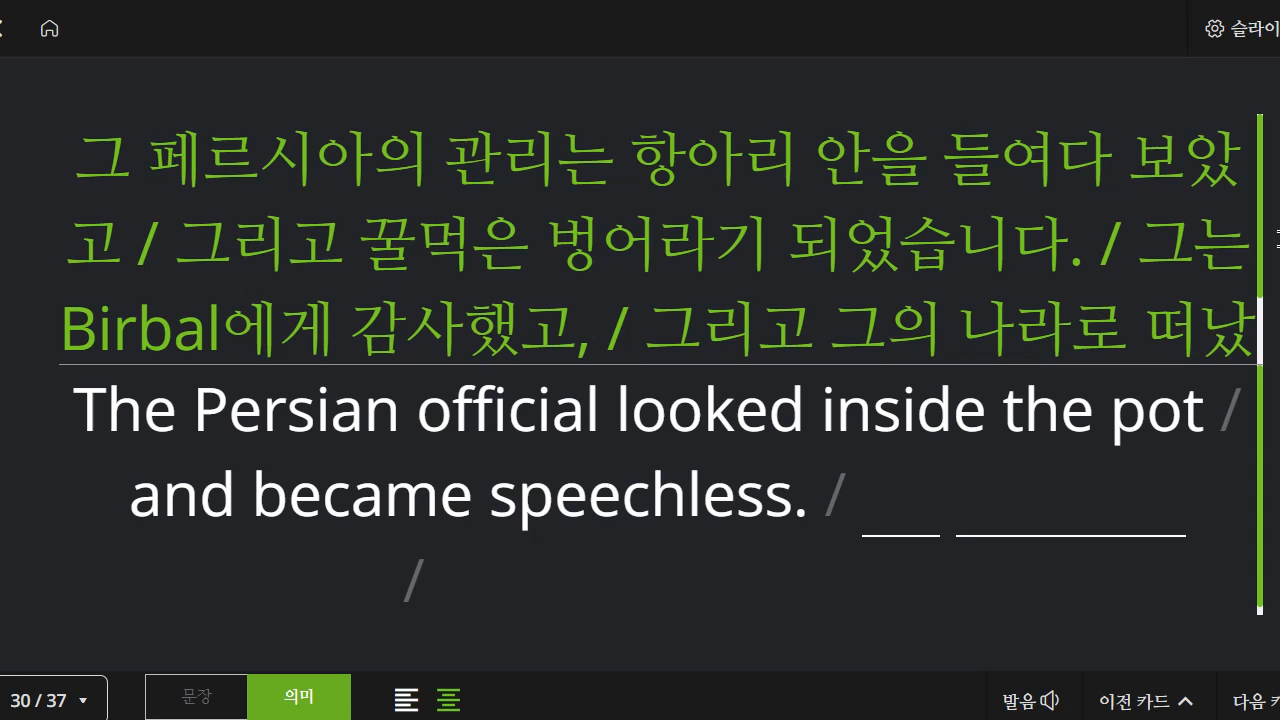 슬라이
그 페르시아의 관리는 항아리 안을 들여다 보았
고 / 그리고 꿀먹은 벙어라기 되었습니다. / 그는
Birbal에게 감사했고, / 그리고 그의 나라로 떠났
The Persian official looked inside the pot /
and became speechless. /
/
30 / 37 문장 의미 발음 이전 카드 다음